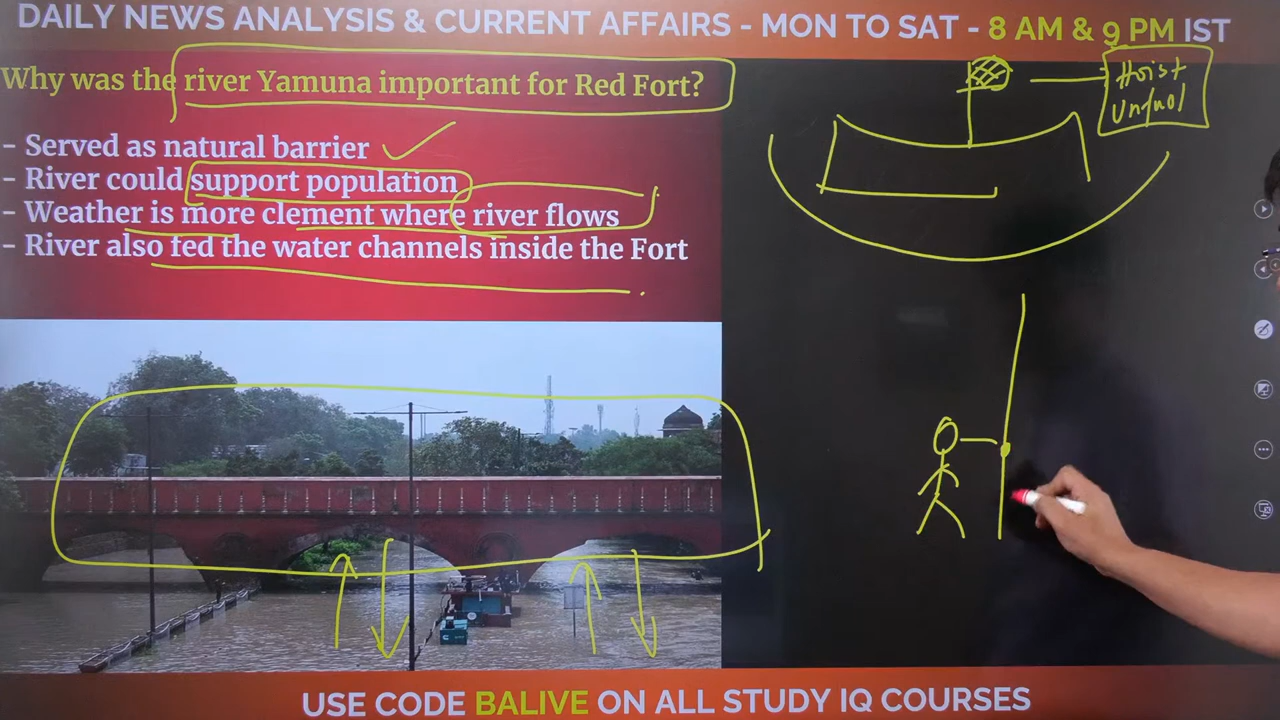 DAILY NEWS ANALYSIS & CURRENT AFFAIRS - MON TO SAT - 8 AM & 9 PM IST
Why was the river Yamuna important for Red Fort?
- Served as natural barrier
- River could support population
- Weather is more clement where river flows
- River also fed the water channels inside the Fort
Hoist
Unfuol
USE CODE BALIVE ON ALL STUDY IQ COURSES